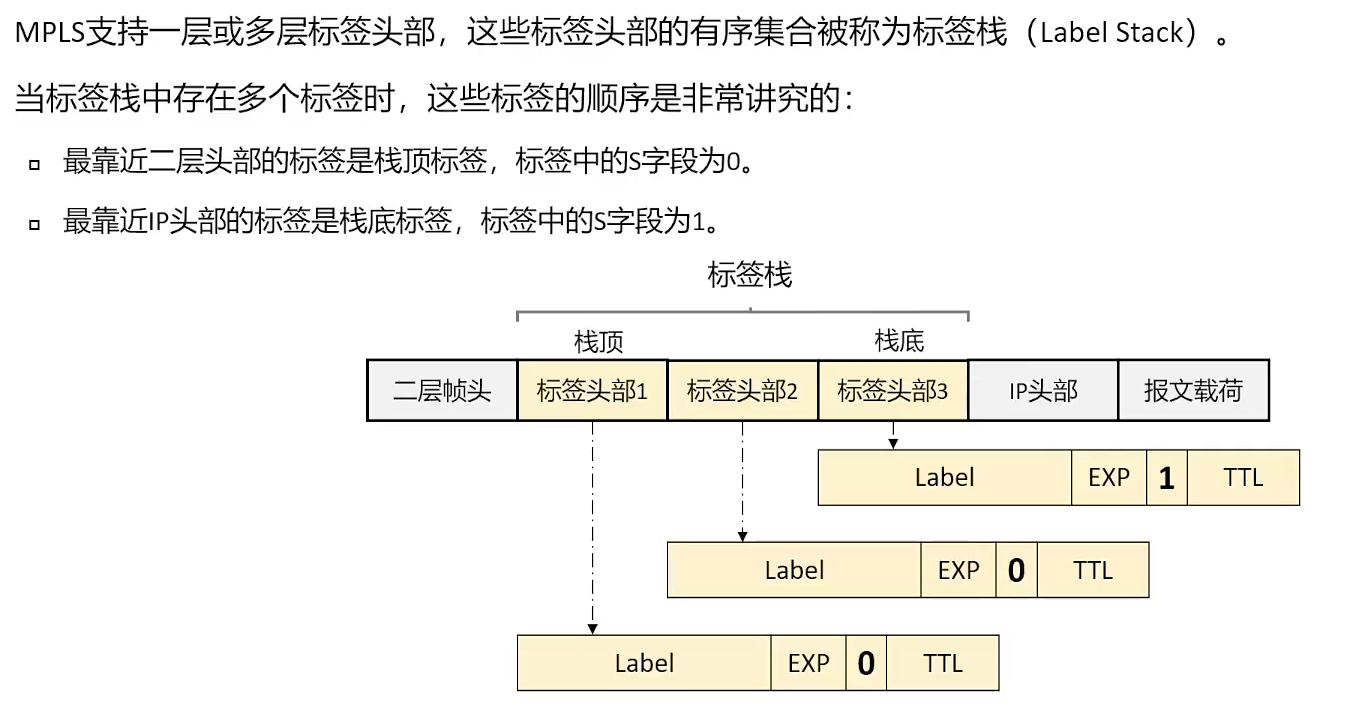 MPLS支持一层或多层标签头部，这些标签头部的有序集合被称为标签栈（Label Stack）。
当标签栈中存在多个标签时，这些标签的顺序是非常讲究的：
最靠近二层头部的标签是栈顶标签，标签中的S字段为0。
最靠近IP头部的标签是栈底标签，标签中的S字段为1。
标签栈
栈顶 栈底
二层帧头 标签头部1 标签头部2 标签头部3 IP头部 报文载荷
Label EXP 1 TTL
Label EXP 0 TTL
Label EXP 0 TTL